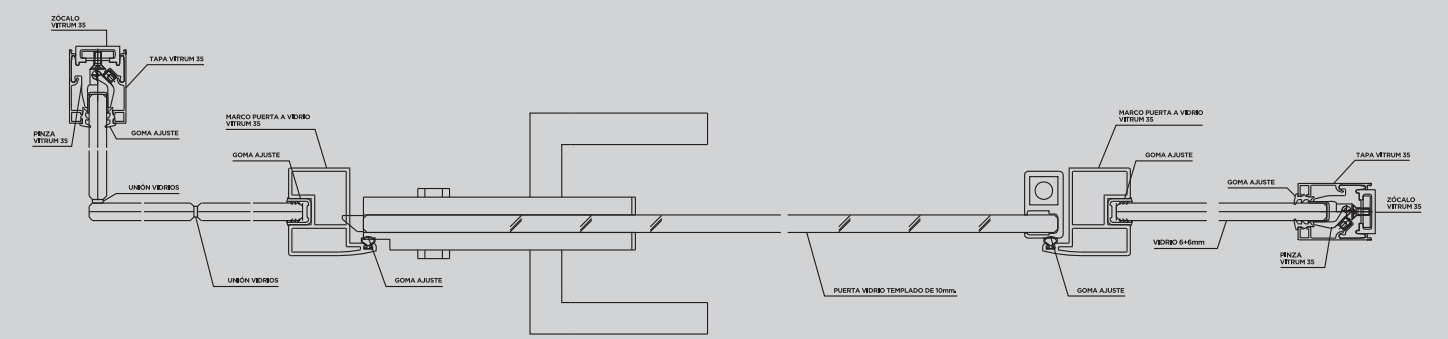 ZÓCALO
VITRUM 35
TAPA VITRUM 35
PINZA
VITRUM 35
GOMA AJUSTE
UNIÓN VIDRIOS
UNIÓN VIDRIOS
MARCO PUERTA A VIDRIO
VITRUM 35
GOMA AJUSTE
GOMA AJUSTE
PUERTA VIDRIO TEMPLADO DE 10mm.
MARCO PUERTA A VIDRIO
VITRUM 35
GOMA AJUSTE
GOMA AJUSTE
VIDRIO 6+6mm
GOMA AJUSTE
TAPA VITRUM 35
ZÓCALO
VITRUM 35
PINZA
VITRUM 35